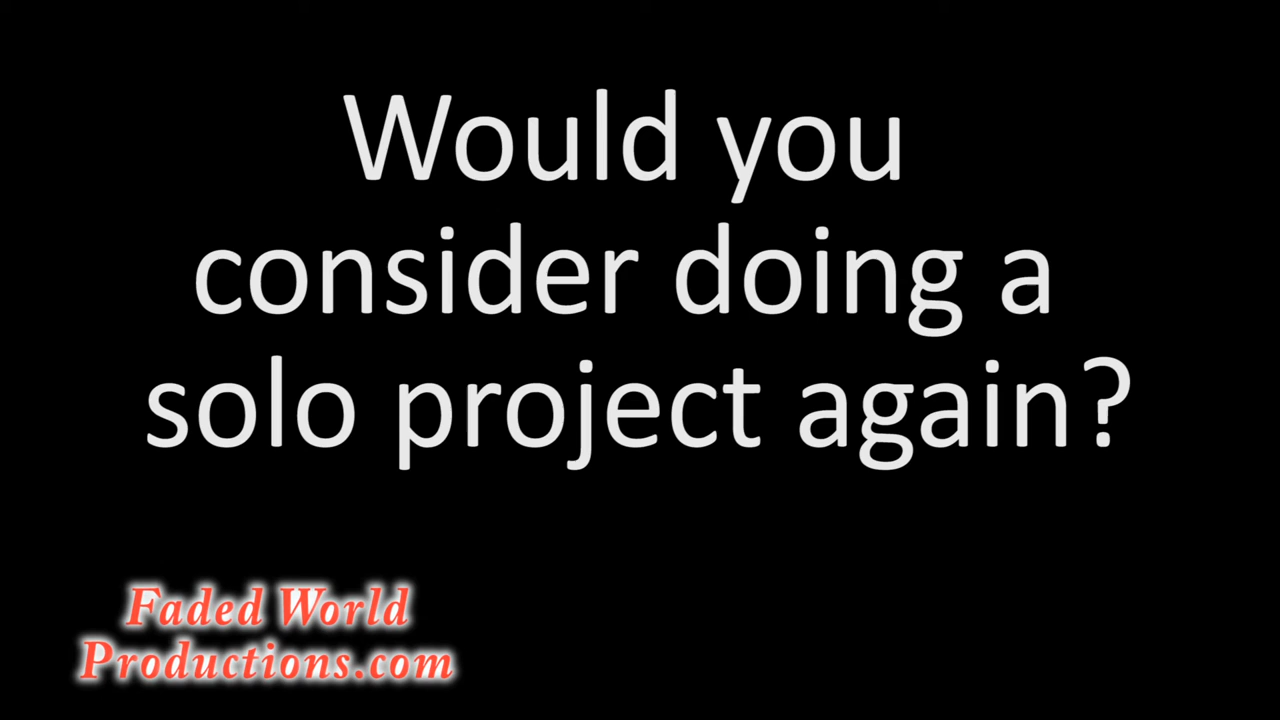 Would you
consider doing a
solo project again?
Faded World
Productions.com